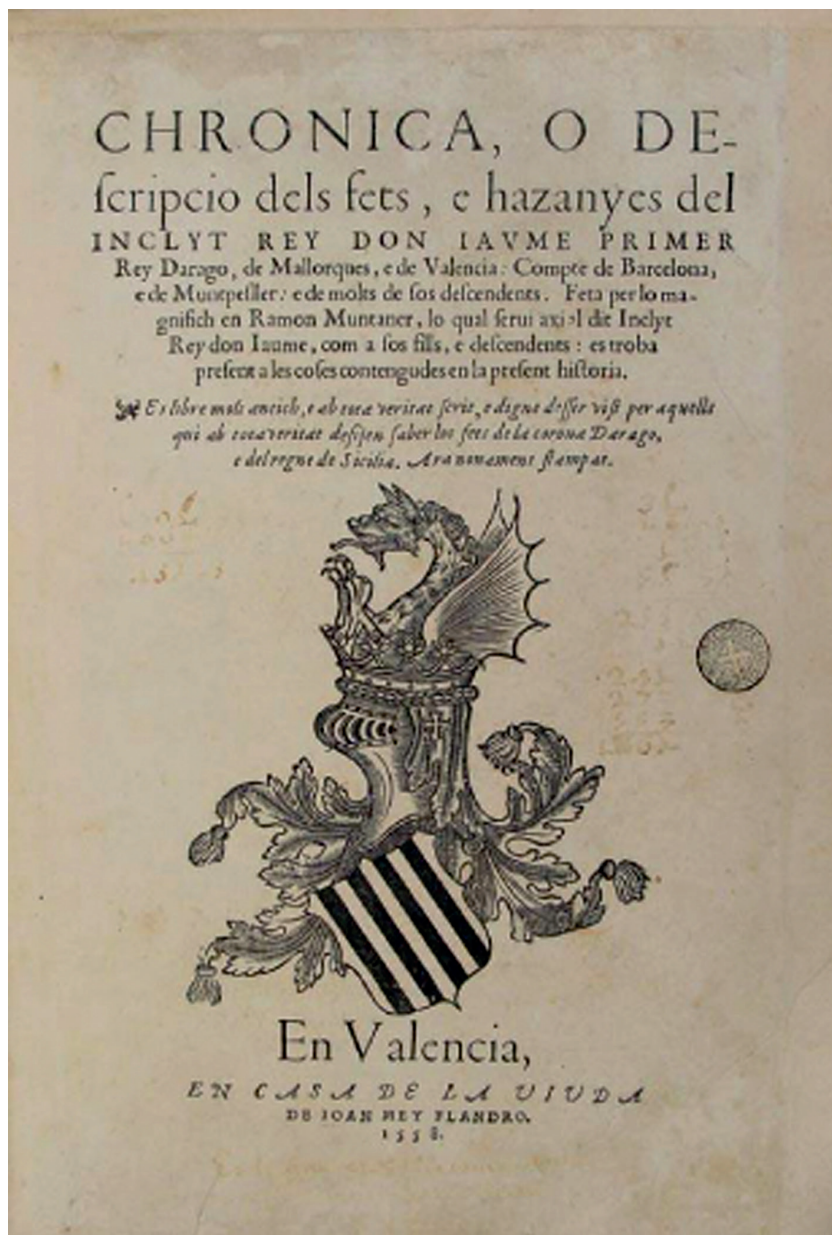 CHRONICA, O DE-
ſcripcio dels fets, e hazanyes del
INCLYT REY DON IAVME PRIMER
Rey Darago, de Mallorques, e de Valencia: Compte de Barcelona,
e de Muntpeſller: e de molts de ſos deſcendents. Feta per lo ma-
gnifich en Ramon Muntaner, lo qual ſerui axi al dit Inclyt
Rey don Iaume, com a ſos fills, e deſcendents: es troba
preſent a les coſes contengudes en la preſent hiſtoria.
Es libre molt antich, e ab tota veritat ſcrit, e digne deſſer viſt per aquells
qui ab tota veritat deſijen ſaber los fets de la corona Darago,
e del regne de Sicilia. Ara nouament ſtampat.
En Valencia,
EN CASA DE LA VIUDA
DE IOAN MEY FLANDRO.
1558.